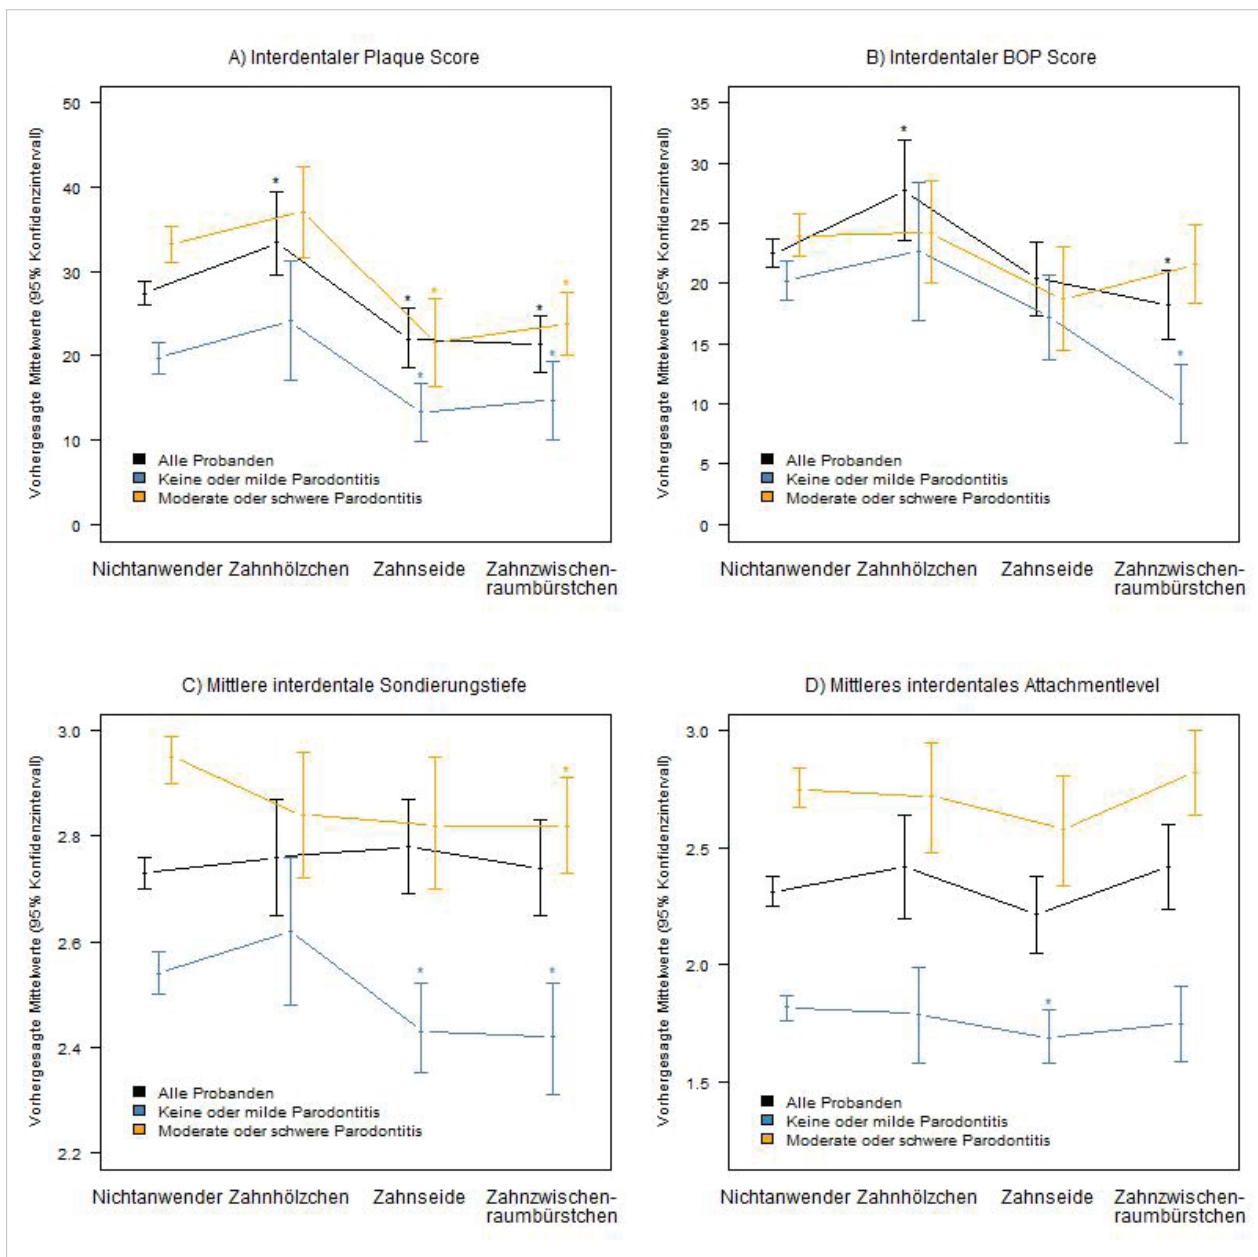 A) Interdentaler Plaque Score
Vorhergesagte Mittelwerte (95% Konfidenzintervall)
50
40
30
20
10
0
*
*
*
*
*
*
*
Alle Probanden
Keine oder milde Parodontitis
Moderate oder schwere Parodontitis
Nichtanwender Zahnhölzchen Zahnseide Zahnzwischen-
raumbürstchen
B) Interdentaler BOP Score
Vorhergesagte Mittelwerte (95% Konfidenzintervall)
35
30
25
20
15
10
5
0
*
*
*
Alle Probanden
Keine oder milde Parodontitis
Moderate oder schwere Parodontitis
Nichtanwender Zahnhölzchen Zahnseide Zahnzwischen-
raumbürstchen
C) Mittlere interdentale Sondierungstiefe
Vorhergesagte Mittelwerte (95% Konfidenzintervall)
3.0
2.8
2.6
2.4
2.2
*
*
*
Alle Probanden
Keine oder milde Parodontitis
Moderate oder schwere Parodontitis
Nichtanwender Zahnhölzchen Zahnseide Zahnzwischen-
raumbürstchen
D) Mittleres interdentales Attachmentlevel
Vorhergesagte Mittelwerte (95% Konfidenzintervall)
3.0
2.5
2.0
1.5
*
Alle Probanden
Keine oder milde Parodontitis
Moderate oder schwere Parodontitis
Nichtanwender Zahnhölzchen Zahnseide Zahnzwischen-
raumbürstchen